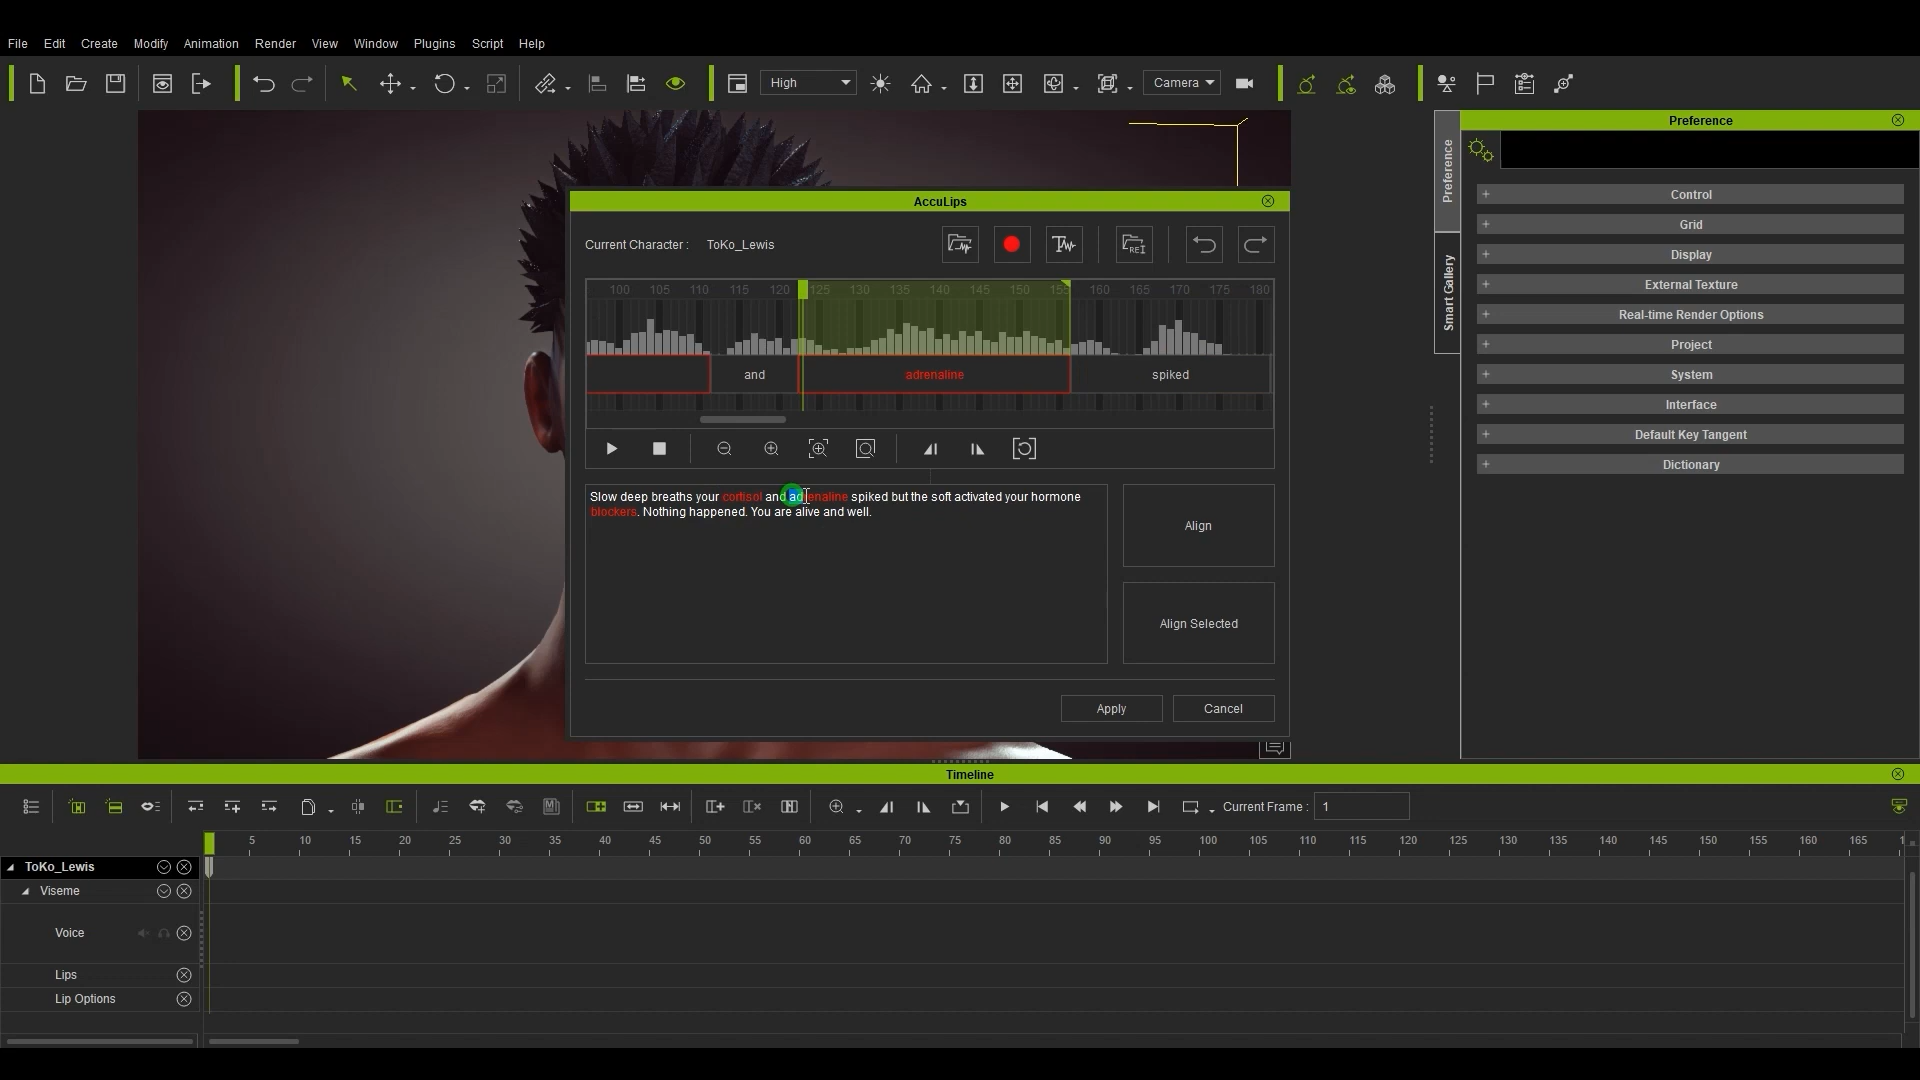 File Edit Create Modify Animation Render View Window Plugins Script Help
High
Camera
Preference
Preference
Smart Gallery
Control
Grid
Display
External Texture
Real-time Render Options
Project
System
Interface
Default Key Tangent
Dictionary
AccuLips
Current Character : ToKo_Lewis
REI
100 105 110 115 120 125 130 135 140 145 150 155 160 165 170 175 180
and adrenaline spiked
Slow deep breaths your cortisol and adrenaline spiked but the soft activated your hormone
blockers. Nothing happened. You are alive and well.
Align
Align Selected
Apply Cancel
Timeline
Current Frame : 1
5 10 15 20 25 30 35 40 45 50 55 60 65 70 75 80 85 90 95 100 105 110 115 120 125 130 135 140 145 150 155 160 165
ToKo_Lewis
Viseme
Voice
Lips
Lip Options